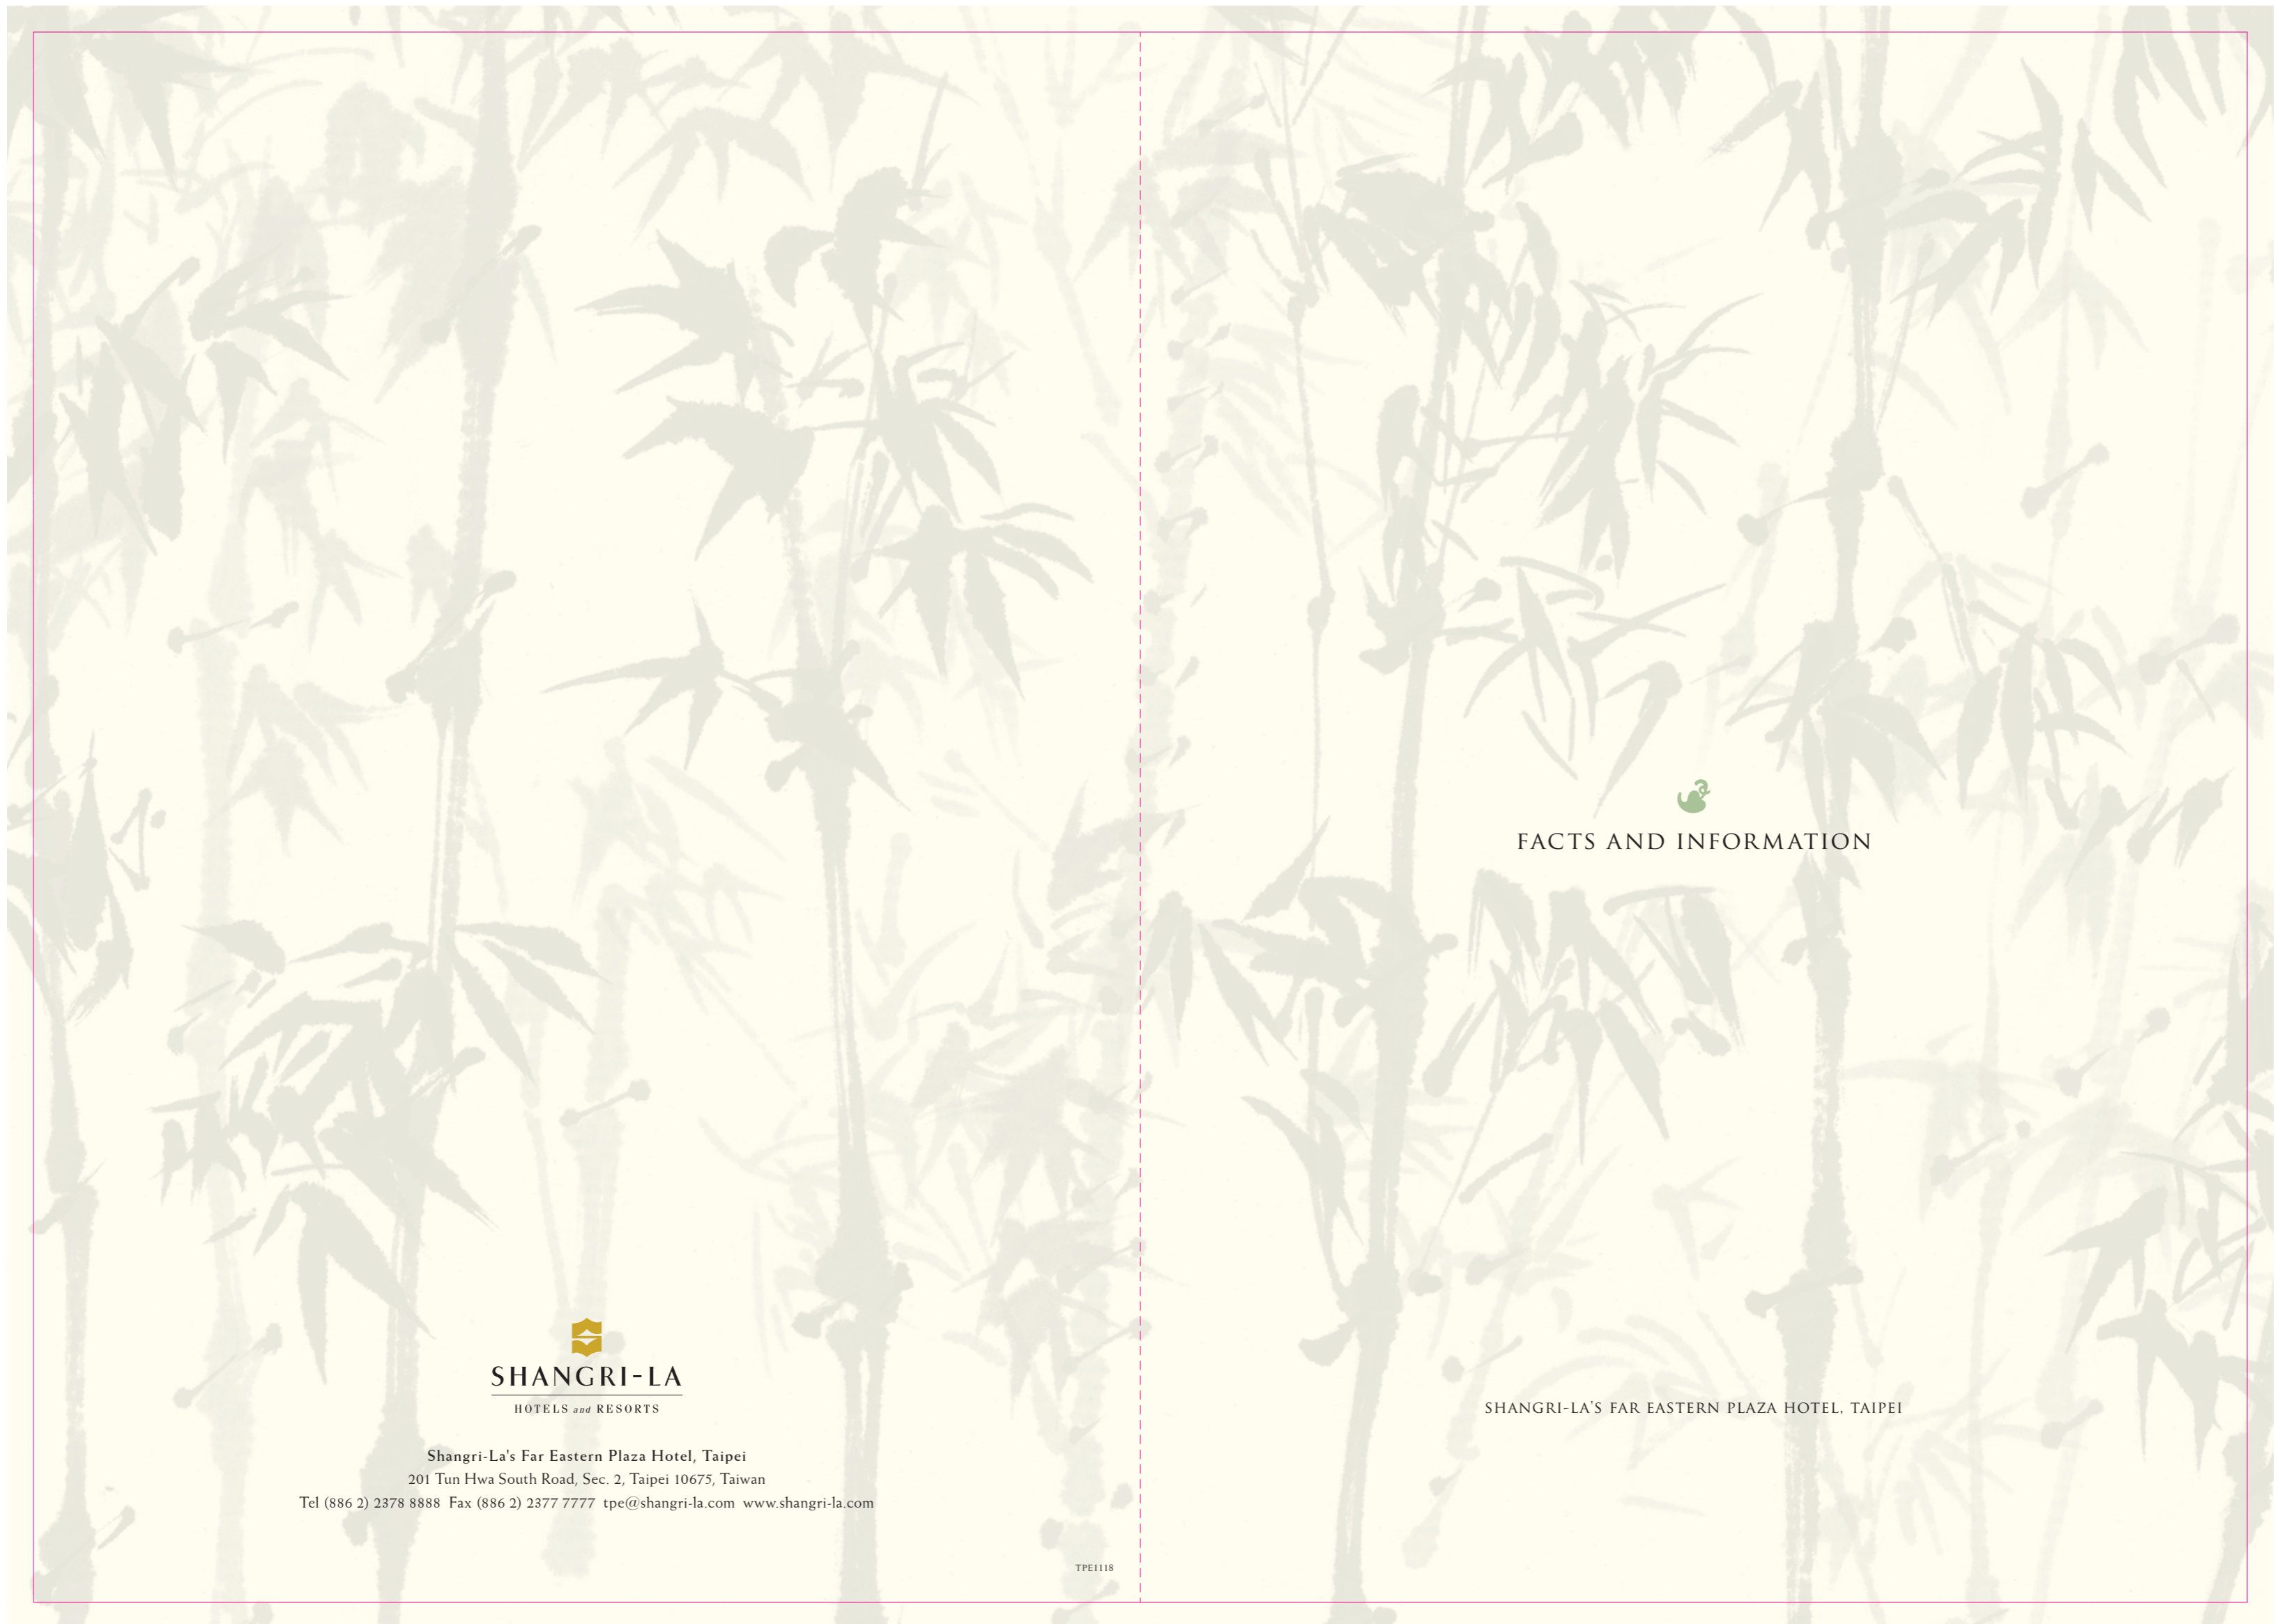 FACTS AND INFORMATION
SHANGRI-LA'S FAR EASTERN PLAZA HOTEL, TAIPEI
SHANGRI-LA
HOTELS and RESORTS
Shangri-La's Far Eastern Plaza Hotel, Taipei
201 Tun Hwa South Road, Sec. 2, Taipei 10675, Taiwan
Tel (886 2) 2378 8888 Fax (886 2) 2377 7777 tpe@shangri-la.com www.shangri-la.com
TPE1118